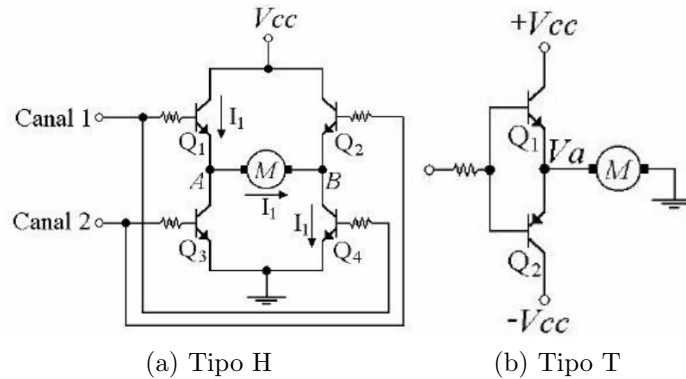 Vcc
+Vcc
Canal 1
I₁
Q₁
Q₂
Q₁
Va
A
M
B
M
I₁
I₁
Canal 2
Q₃
Q₄
Q₂
-Vcc
(a) Tipo H
(b) Tipo T